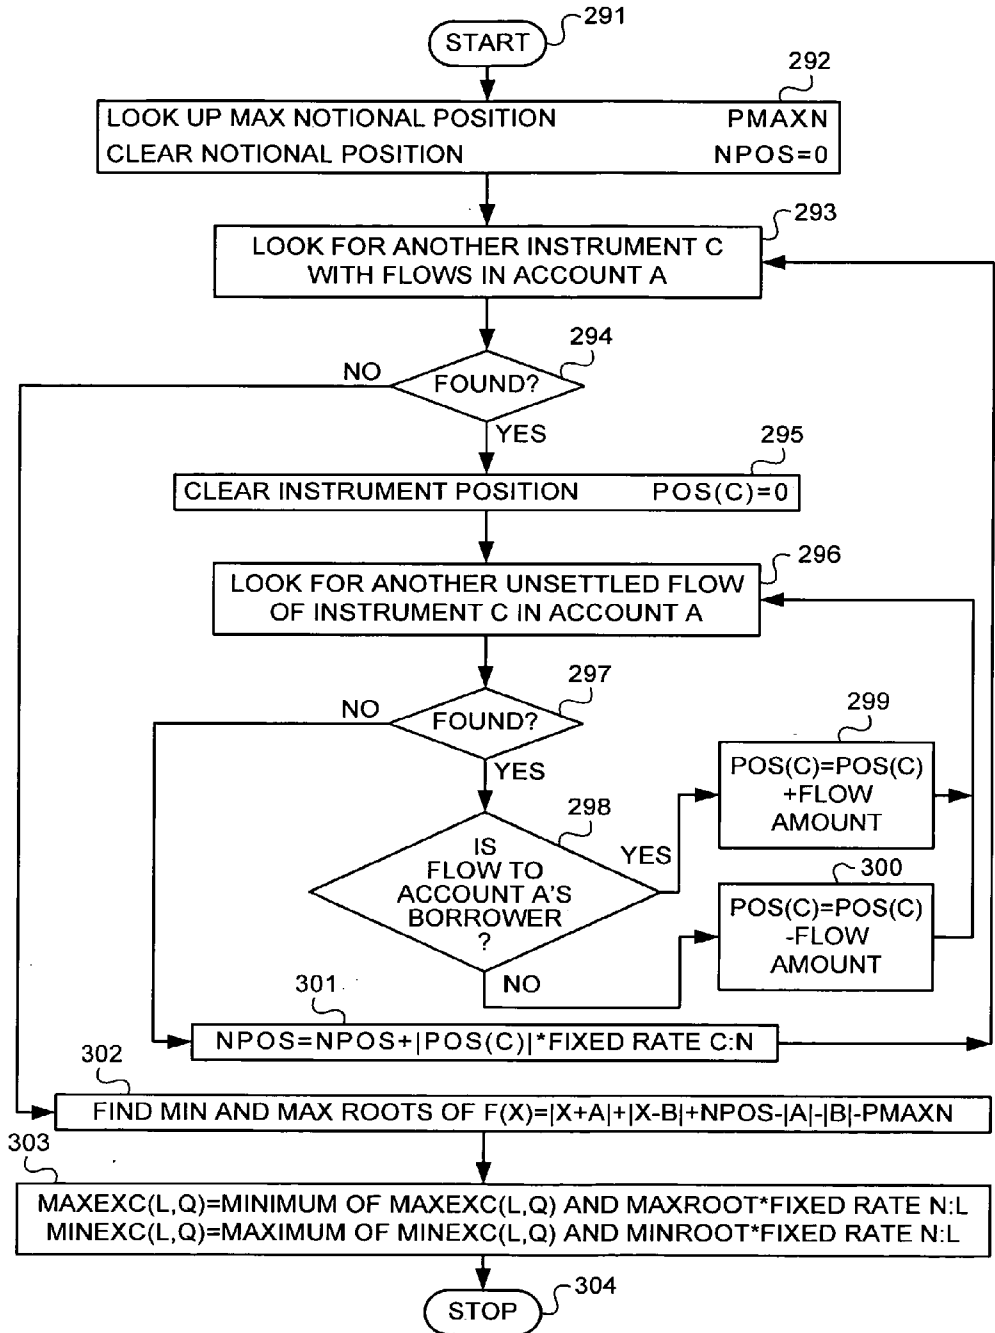 START
291
292
LOOK UP MAX NOTIONAL POSITION PMAXN
CLEAR NOTIONAL POSITION NPOS=0
293
LOOK FOR ANOTHER INSTRUMENT C
WITH FLOWS IN ACCOUNT A
294
NO
FOUND?
YES
295
CLEAR INSTRUMENT POSITION POS(C)=0
296
LOOK FOR ANOTHER UNSETTLED FLOW
OF INSTRUMENT C IN ACCOUNT A
297
NO
FOUND?
YES
298
IS
FLOW TO
ACCOUNT A'S
BORROWER
?
YES
NO
299
POS(C)=POS(C)
+FLOW
AMOUNT
300
POS(C)=POS(C)
-FLOW
AMOUNT
301
NPOS=NPOS+|POS(C)|*FIXED RATE C:N
302
FIND MIN AND MAX ROOTS OF F(X)=|X+A|+|X-B|+NPOS-|A|-|B|-PMAXN
303
MAXEXC(L,Q)=MINIMUM OF MAXEXC(L,Q) AND MAXROOT*FIXED RATE N:L
MINEXC(L,Q)=MAXIMUM OF MINEXC(L,Q) AND MINROOT*FIXED RATE N:L
STOP
304